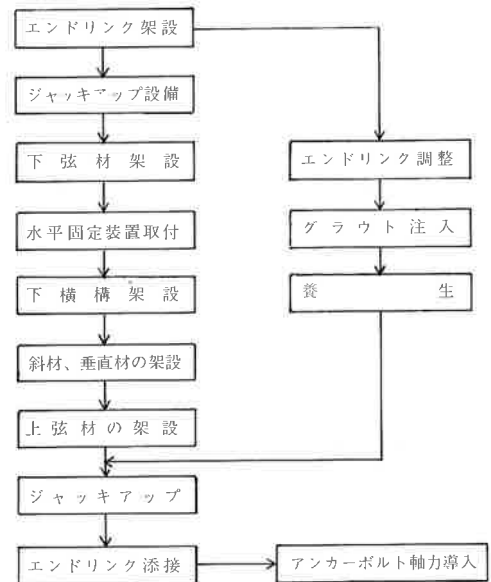 エンドリンク架設
ジャッキアップ設備
下弦材架設
水平固定装置取付
下横構架設
斜材、垂直材の架設
上弦材の架設
ジャッキアップ
エンドリンク添接
エンドリンク調整
グラウト注入
養生
アンカーボルト軸力導入